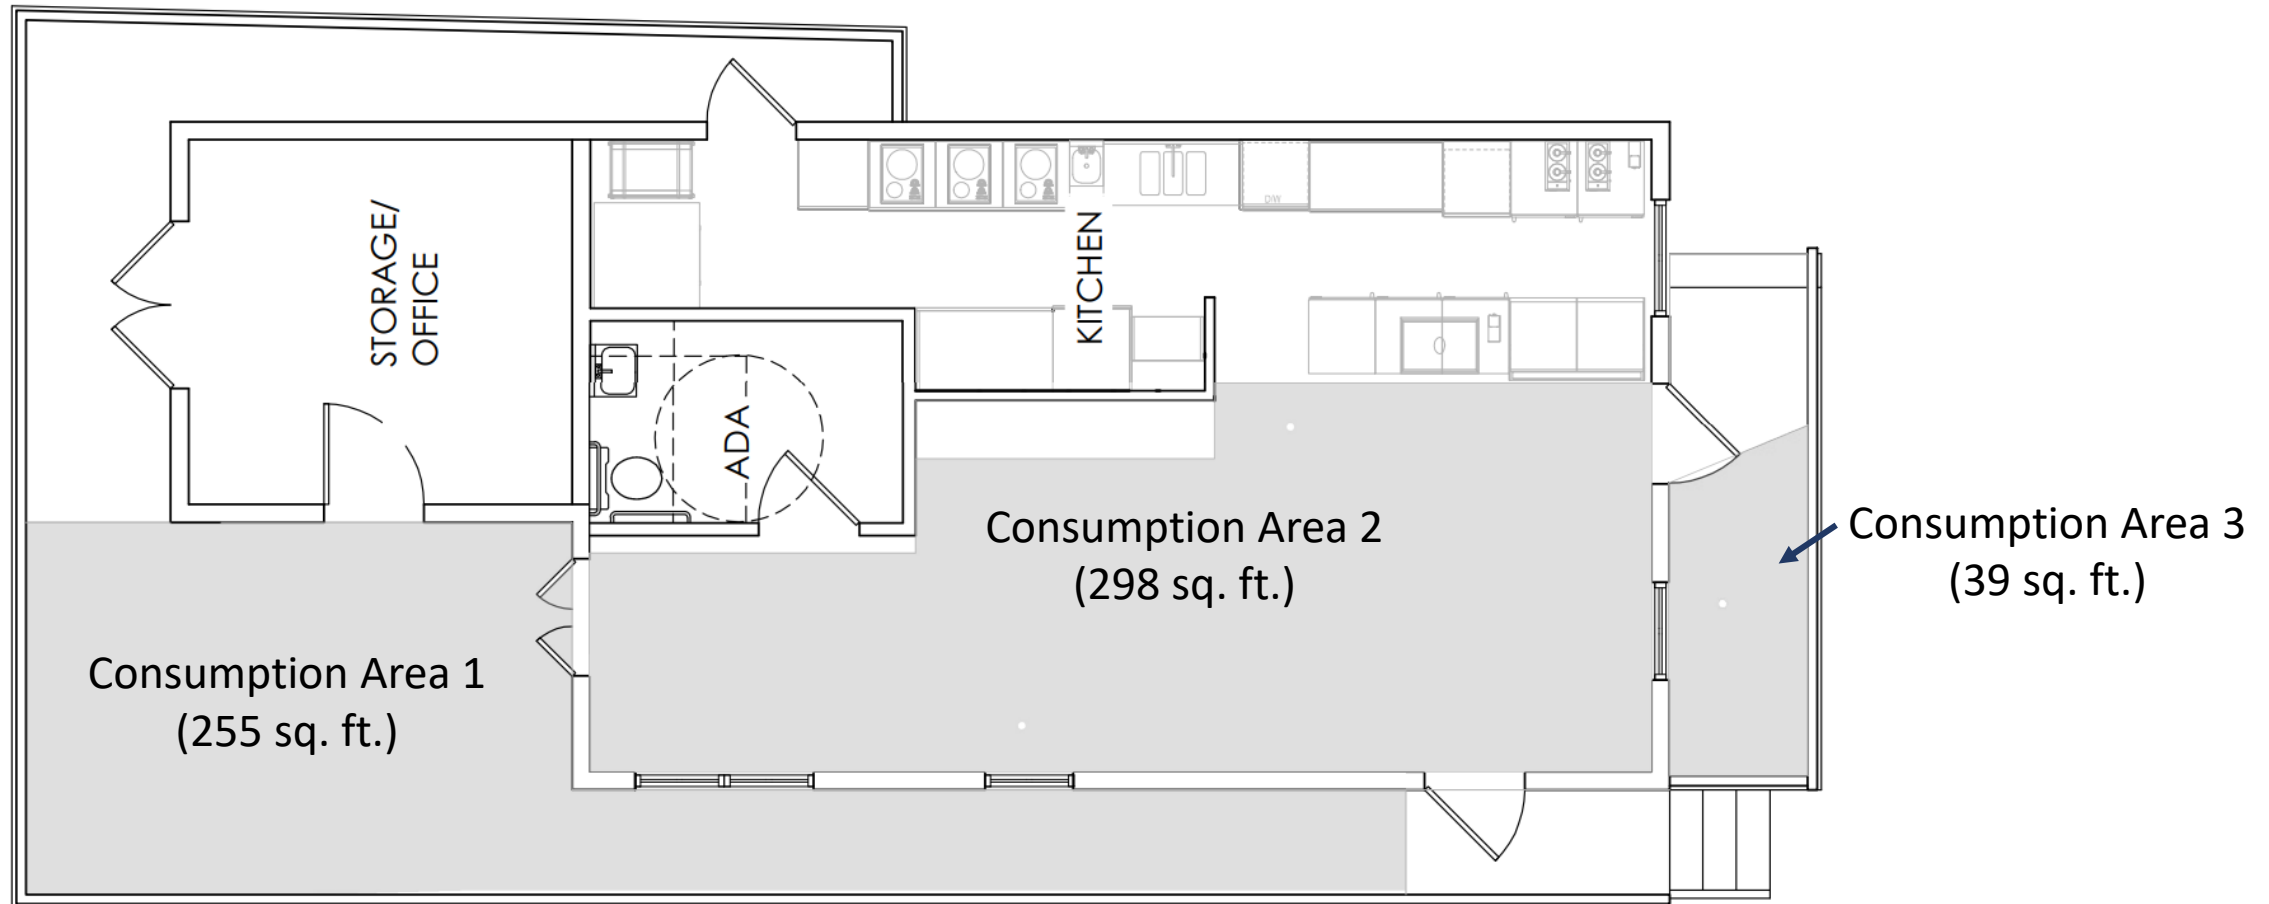 STORAGE/
OFFICE
KITCHEN
DW
ADA
Consumption Area 1
(255 sq. ft.)
Consumption Area 2
(298 sq. ft.)
Consumption Area 3
(39 sq. ft.)